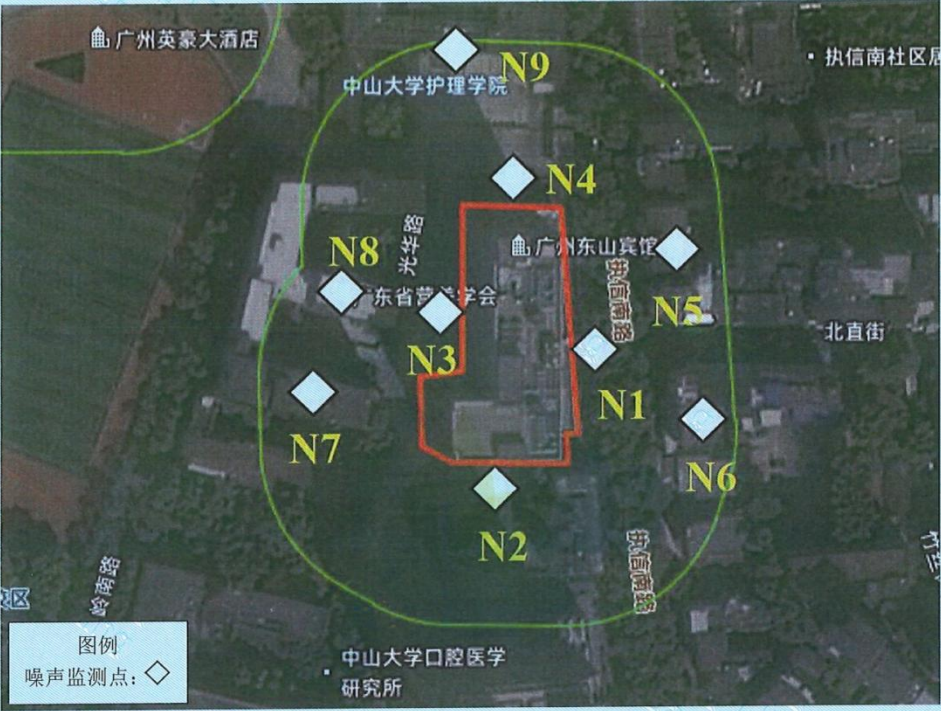 广州英豪大酒店
执信南社区居
N9
中山大学护理学院
N4
光华路
广州东山宾馆
N8
执信南路
广东省营养学会
N5
北直街
N3
N1
N7
N6
N2
执信南路
岭南路
图例
噪声监测点：
中山大学口腔医学
研究所